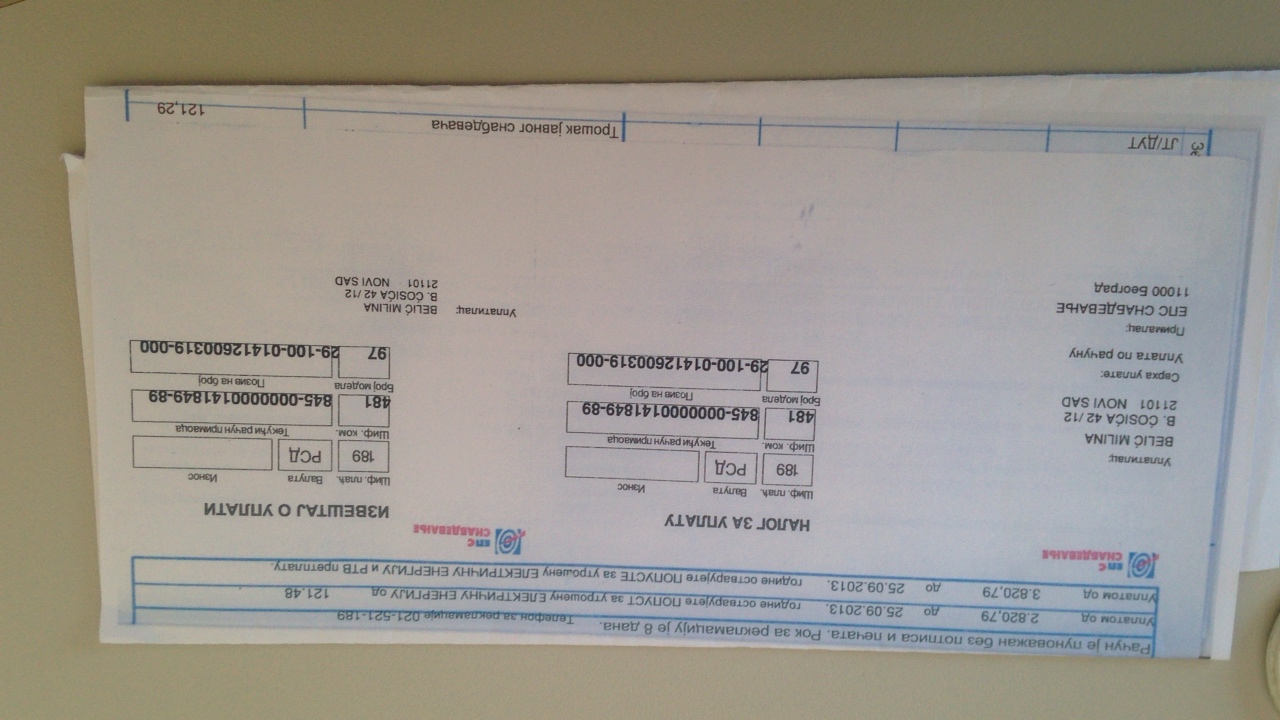 Рачун је пуноважан без потписа и печата. Рок за рекламацију је 8 дана. Телефон за рекламације 021-521-189
Уплатом од 2.820,79 до 25.09.2013. године остварујете ПОПУСТ за утрошену ЕЛЕКТРИЧНУ ЕНЕРГИЈУ од 121.48
Уплатом од 3.820,79 до 25.09.2013. године остварујете ПОПУСТЕ за утрошену ЕЛЕКТРИЧНУ ЕНЕРГИЈУ и РТВ претплату.
ЕПС
СНАБДЕВАЊЕ
Уплатилац:
BELIĆ MILINA
B. ĆOSIĆA 42 /12
21101 NOVI SAD
Сврха уплате:
Уплата по рачуну
Прималац:
ЕПС СНАБДЕВАЊЕ
11000 Београд
НАЛОГ ЗА УПЛАТУ
Шиф. плаћ. Валута Износ
189 РСД
Шиф. ком. Текући рачун примаоца
481 845-0000000141849-89
Број модела Позив на број
97 29-100-01412600319-000
ЕПС
СНАБДЕВАЊЕ
ИЗВЕШТАЈ О УПЛАТИ
Шиф. плаћ. Валута Износ
189 РСД
Шиф. ком. Текући рачун примаоца
481 845-0000000141849-89
Број модела Позив на број
97 29-100-01412600319-000
Уплатилац: BELIĆ MILINA
B. ĆOSIĆA 42 /12
21101 NOVI SAD
ЈТ/ДУТ Трошак јавног снабдевача 121,29